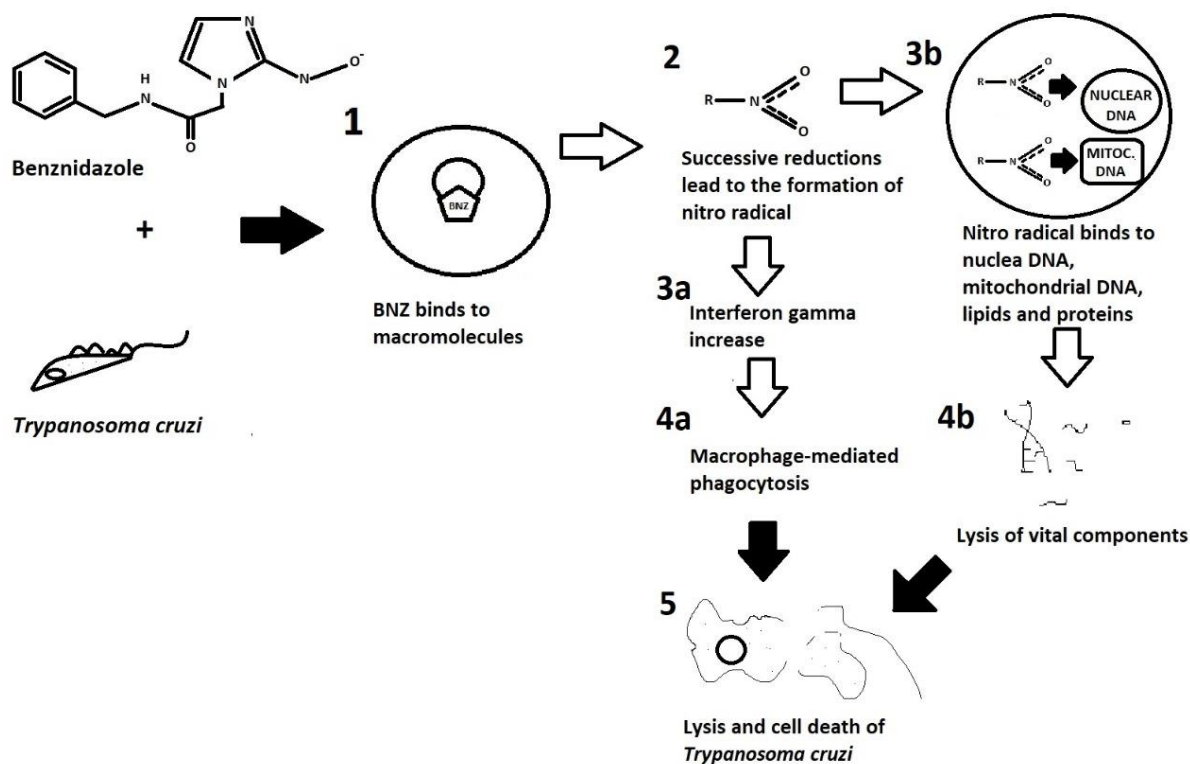 N
N
N
O⁻
H
N
O
Benznidazole
+
Trypanosoma cruzi
1
BNZ
BNZ binds to
macromolecules
2
R
N
O
O
Successive reductions
lead to the formation of
nitro radical
3a
Interferon gamma
increase
4a
Macrophage-mediated
phagocytosis
3b
R
N
O
O
NUCLEAR
DNA
R
N
O
O
MITOC.
DNA
Nitro radical binds to
nuclea DNA,
mitochondrial DNA,
lipids and proteins
4b
Lysis of vital components
5
Lysis and cell death of
Trypanosoma cruzi